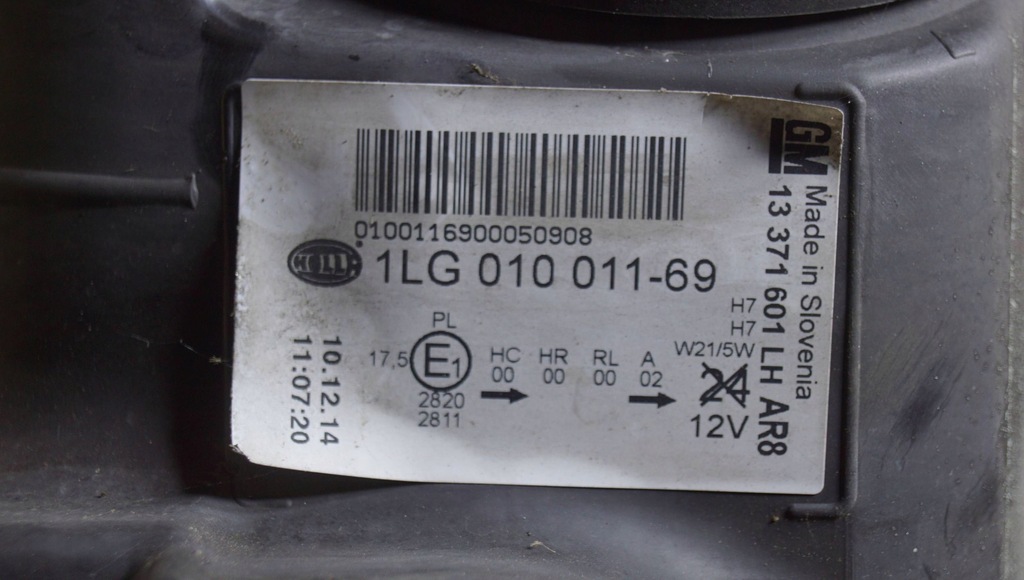 0100116900050908
HELLA
®
1LG 010 011-69
PL
17,5 E1
2820
2811
HC HR RL A
00 00 00 02
H7
H7
W21/5W
24
12V
10.12.14
11:07:20
GM
Made in Slovenia
13 371 601 LH AR8